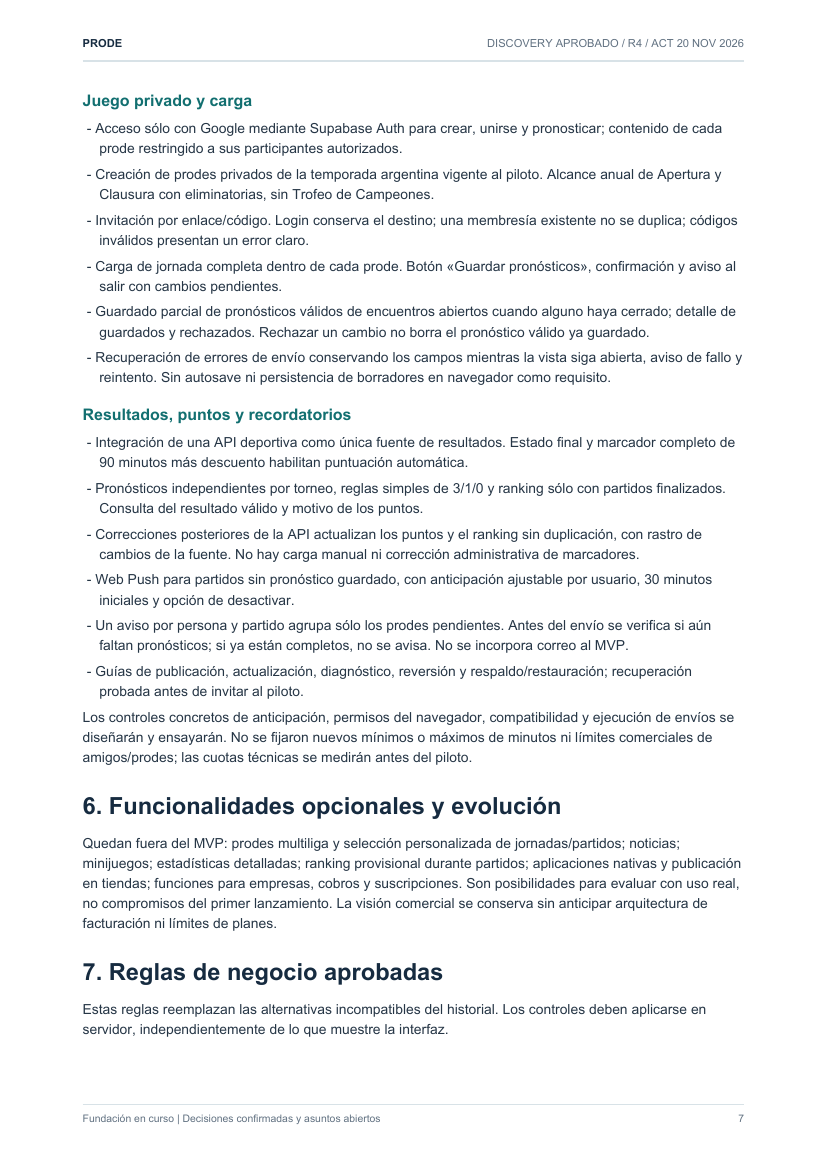 PRODE
DISCOVERY APROBADO / R4 / ACT 20 NOV 2026
Juego privado y carga
- Acceso sólo con Google mediante Supabase Auth para crear, unirse y pronosticar; contenido de cada
prode restringido a sus participantes autorizados.
- Creación de prodes privados de la temporada argentina vigente al piloto. Alcance anual de Apertura y
Clausura con eliminatorias, sin Trofeo de Campeones.
- Invitación por enlace/código. Login conserva el destino; una membresía existente no se duplica; códigos
inválidos presentan un error claro.
- Carga de jornada completa dentro de cada prode. Botón «Guardar pronósticos», confirmación y aviso al
salir con cambios pendientes.
- Guardado parcial de pronósticos válidos de encuentros abiertos cuando alguno haya cerrado; detalle de
guardados y rechazados. Rechazar un cambio no borra el pronóstico válido ya guardado.
- Recuperación de errores de envío conservando los campos mientras la vista siga abierta, aviso de fallo y
reintento. Sin autosave ni persistencia de borradores en navegador como requisito.
Resultados, puntos y recordatorios
- Integración de una API deportiva como única fuente de resultados. Estado final y marcador completo de
90 minutos más descuento habilitan puntuación automática.
- Pronósticos independientes por torneo, reglas simples de 3/1/0 y ranking sólo con partidos finalizados.
Consulta del resultado válido y motivo de los puntos.
- Correcciones posteriores de la API actualizan los puntos y el ranking sin duplicación, con rastro de
cambios de la fuente. No hay carga manual ni corrección administrativa de marcadores.
- Web Push para partidos sin pronóstico guardado, con anticipación ajustable por usuario, 30 minutos
iniciales y opción de desactivar.
- Un aviso por persona y partido agrupa sólo los prodes pendientes. Antes del envío se verifica si aún
faltan pronósticos; si ya están completos, no se avisa. No se incorpora correo al MVP.
- Guías de publicación, actualización, diagnóstico, reversión y respaldo/restauración; recuperación
probada antes de invitar al piloto.
Los controles concretos de anticipación, permisos del navegador, compatibilidad y ejecución de envíos se
diseñarán y ensayarán. No se fijaron nuevos mínimos o máximos de minutos ni límites comerciales de
amigos/prodes; las cuotas técnicas se medirán antes del piloto.
6. Funcionalidades opcionales y evolución
Quedan fuera del MVP: prodes multiliga y selección personalizada de jornadas/partidos; noticias;
minijuegos; estadísticas detalladas; ranking provisional durante partidos; aplicaciones nativas y publicación
en tiendas; funciones para empresas, cobros y suscripciones. Son posibilidades para evaluar con uso real,
no compromisos del primer lanzamiento. La visión comercial se conserva sin anticipar arquitectura de
facturación ni límites de planes.
7. Reglas de negocio aprobadas
Estas reglas reemplazan las alternativas incompatibles del historial. Los controles deben aplicarse en
servidor, independientemente de lo que muestre la interfaz.
Fundación en curso | Decisiones confirmadas y asuntos abiertos
7